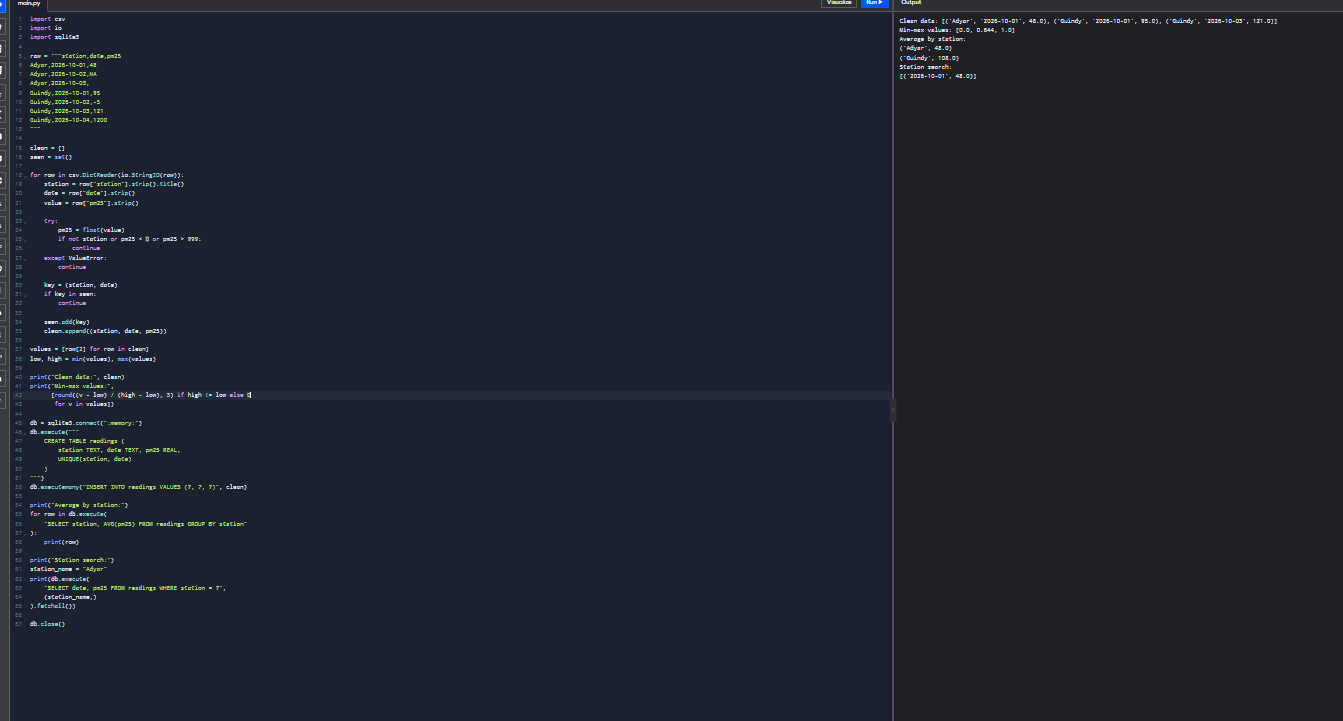 main.py
Visualize
Run
Output
import csv
import io
import sqlite3
raw = """station,date,pm25
Adyar,2026-10-01,48
Adyar,2026-10-02,NA
Adyar,2026-10-03,
Guindy,2026-10-01,95
Guindy,2026-10-02,-5
Guindy,2026-10-03,121
Guindy,2026-10-04,1200
"""
clean = []
seen = set()
for row in csv.DictReader(io.StringIO(raw)):
station = row["station"].strip().title()
date = row["date"].strip()
value = row["pm25"].strip()
try:
pm25 = float(value)
if not station or pm25 < 0 or pm25 > 999:
continue
except ValueError:
continue
key = (station, date)
if key in seen:
continue
seen.add(key)
clean.append((station, date, pm25))
values = [row[2] for row in clean]
low, high = min(values), max(values)
print("Clean data:", clean)
print("Min-max values:",
[round((v - low) / (high - low), 3) if high != low else 0
for v in values])
db = sqlite3.connect(":memory:")
db.execute("""
CREATE TABLE readings (
station TEXT, date TEXT, pm25 REAL,
UNIQUE(station, date)
)
""")
db.executemany("INSERT INTO readings VALUES (?, ?, ?)", clean)
print("Average by station:")
for row in db.execute(
"SELECT station, AVG(pm25) FROM readings GROUP BY station"
):
print(row)
print("Station search:")
station_name = "Adyar"
print(db.execute(
"SELECT date, pm25 FROM readings WHERE station = ?",
(station_name,)
).fetchall())
db.close()
Clean data: [('Adyar', '2026-10-01', 48.0), ('Guindy', '2026-10-01', 95.0), ('Guindy', '2026-10-03', 121.0)]
Min-max values: [0.0, 0.644, 1.0]
Average by station:
('Adyar', 48.0)
('Guindy', 108.0)
Station search:
[('2026-10-01', 48.0)]